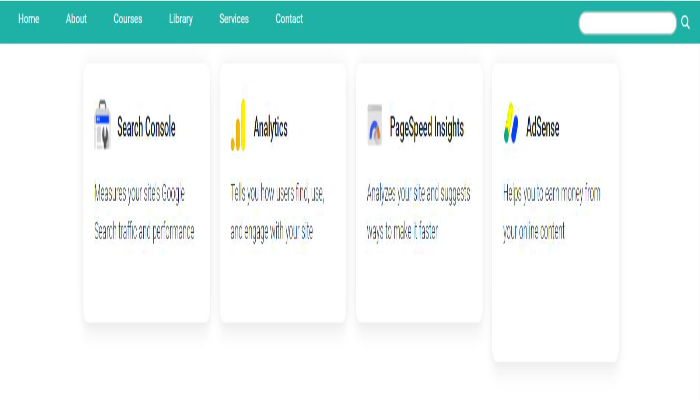 Home About Courses Library Services Contact
Search Console
Measures your site's Google
Search traffic and performance
Analytics
Tells you how users find, use,
and engage with your site
PageSpeed Insights
Analyzes your site and suggests
ways to make it faster
AdSense
Helps you to earn money from
your online content